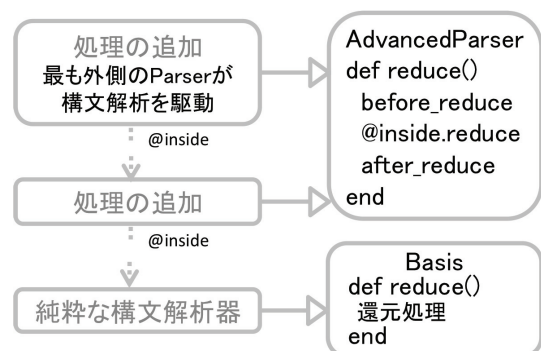 処理の追加
最も外側のParserが
構文解析を駆動
@inside
処理の追加
@inside
純粋な構文解析器
AdvancedParser
def reduce()
before_reduce
@inside.reduce
after_reduce
end
Basis
def reduce()
還元処理
end